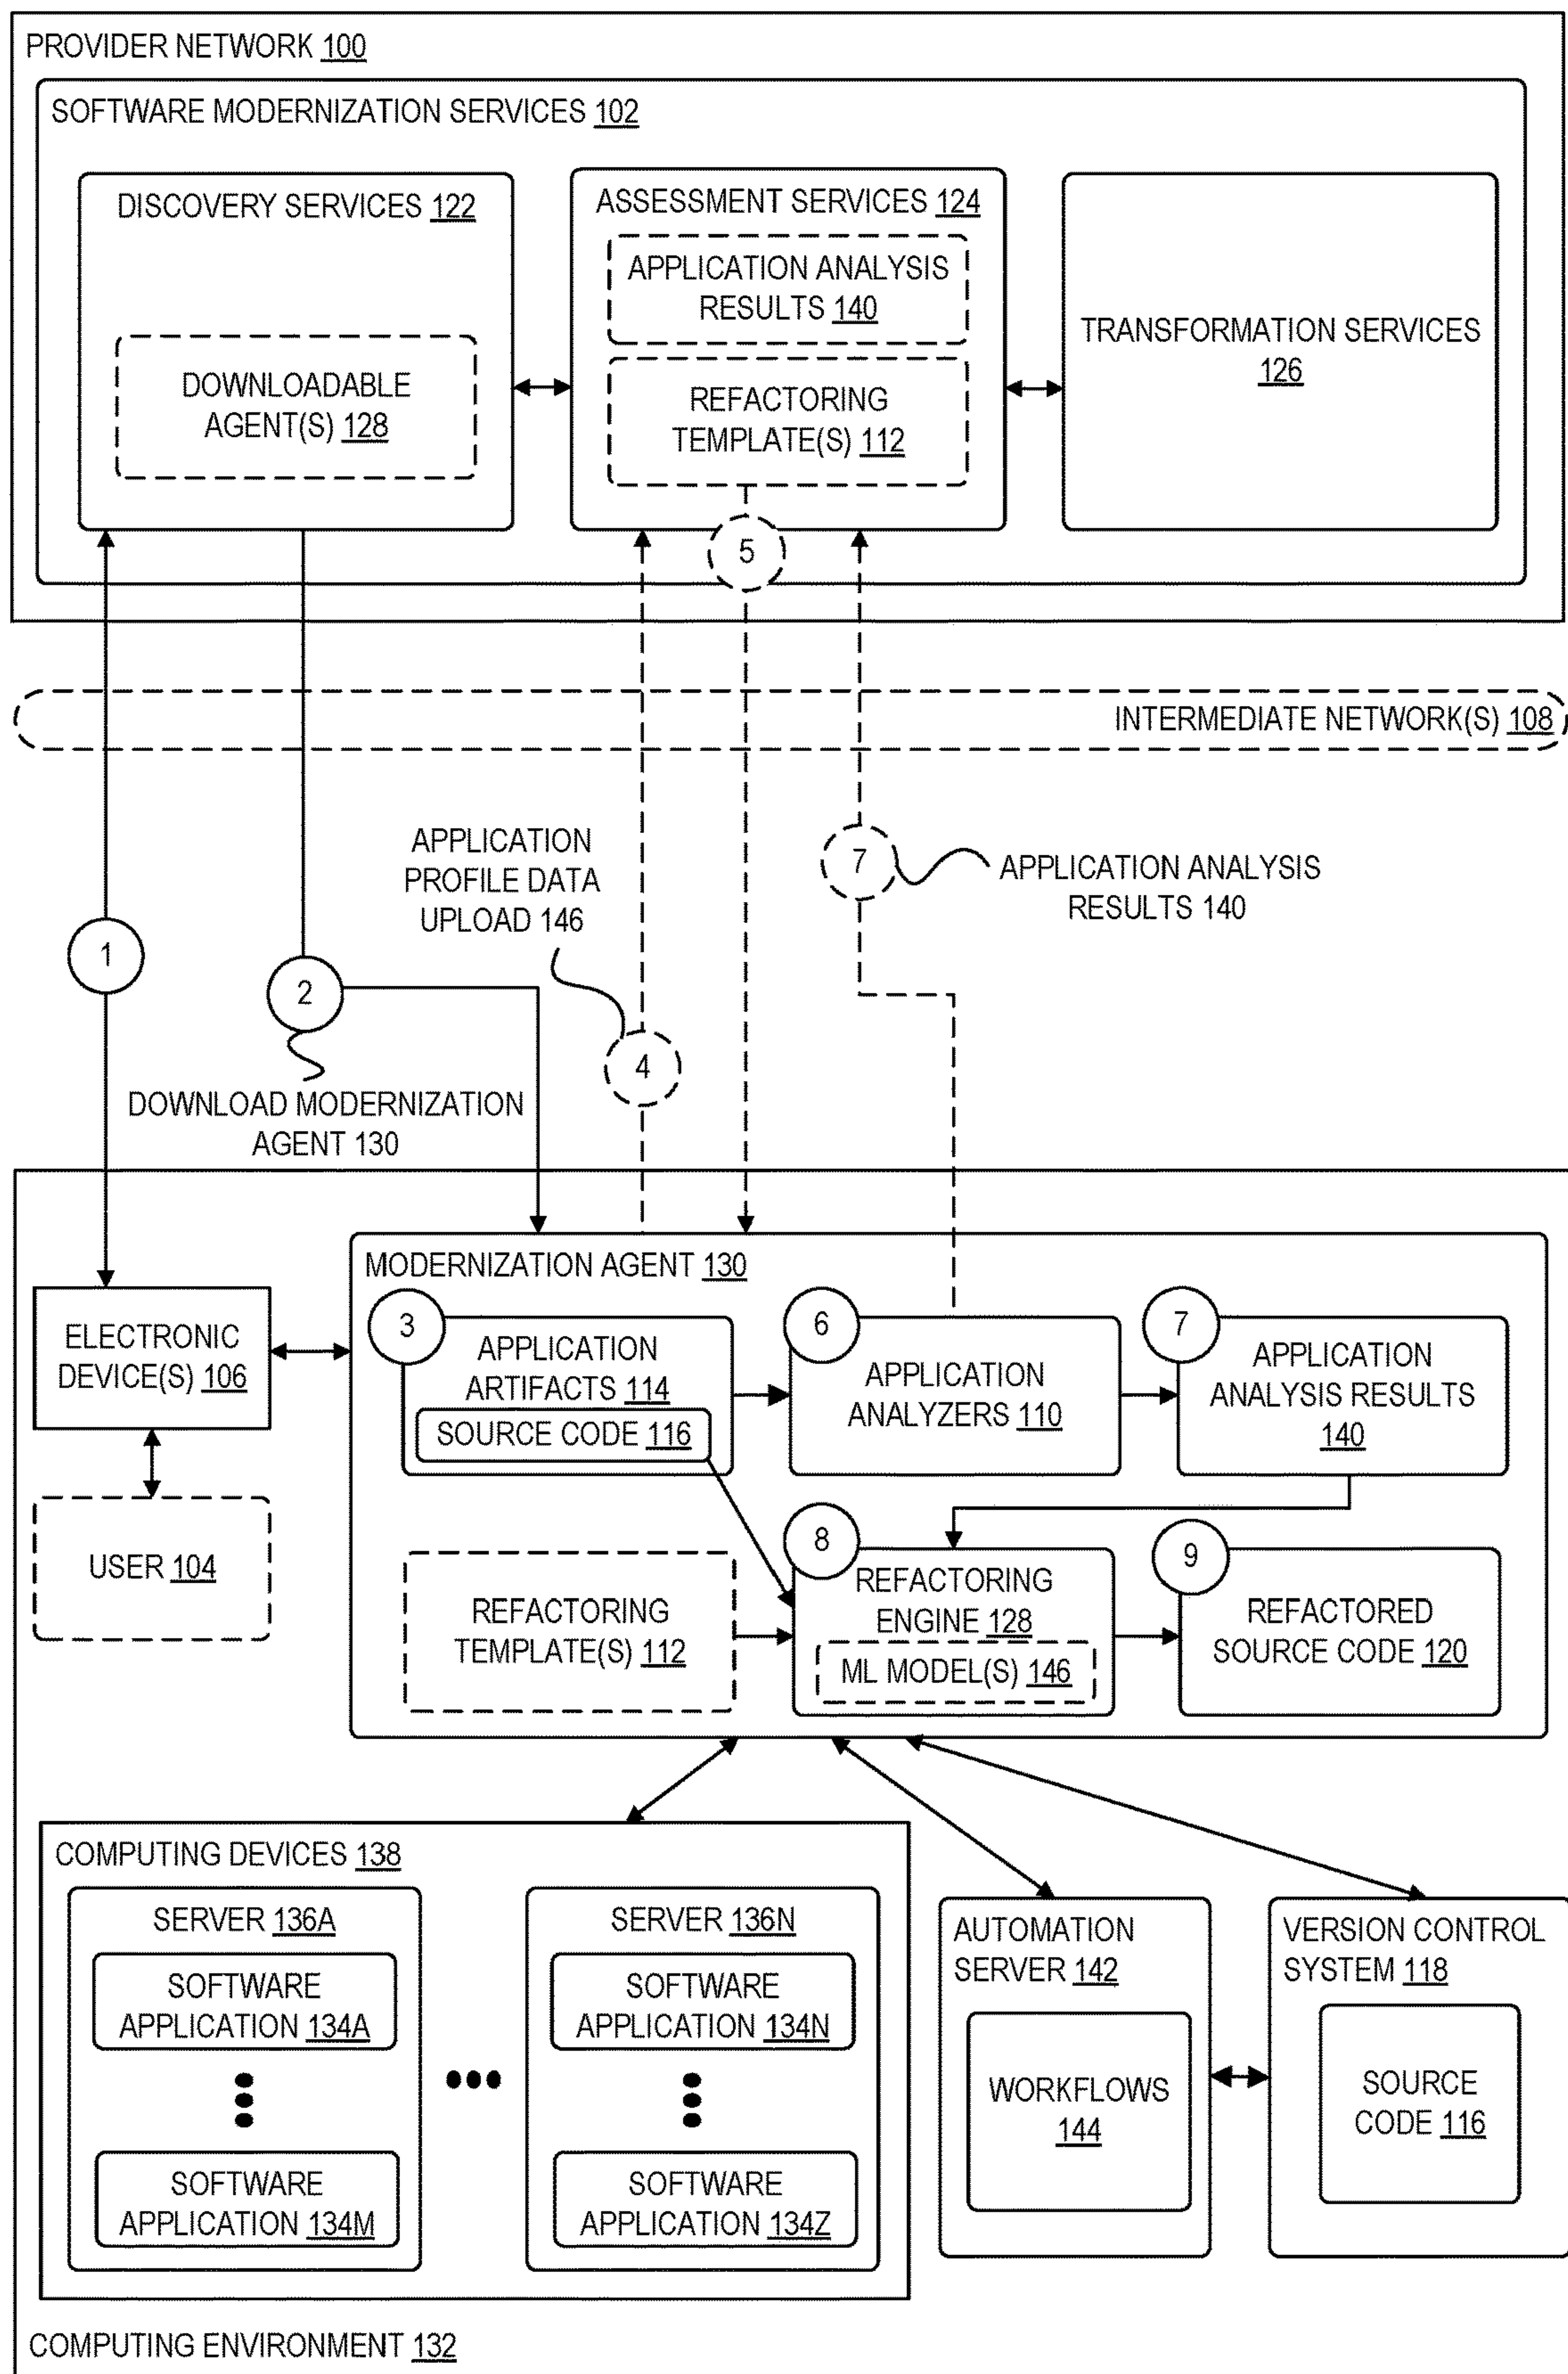 PROVIDER NETWORK 100
SOFTWARE MODERNIZATION SERVICES 102
DISCOVERY SERVICES 122
DOWNLOADABLE
AGENT(S) 128
ASSESSMENT SERVICES 124
APPLICATION ANALYSIS
RESULTS 140
REFACTORING
TEMPLATE(S) 112
TRANSFORMATION SERVICES
126
5
INTERMEDIATE NETWORK(S) 108
APPLICATION
PROFILE DATA
UPLOAD 146
7
APPLICATION ANALYSIS
RESULTS 140
1
2
4
DOWNLOAD MODERNIZATION
AGENT 130
MODERNIZATION AGENT 130
ELECTRONIC
DEVICE(S) 106
USER 104
3
APPLICATION
ARTIFACTS 114
SOURCE CODE 116
6
APPLICATION
ANALYZERS 110
7
APPLICATION
ANALYSIS RESULTS
140
REFACTORING
TEMPLATE(S) 112
8
REFACTORING
ENGINE 128
ML MODEL(S) 146
9
REFACTORED
SOURCE CODE 120
COMPUTING DEVICES 138
SERVER 136A
SOFTWARE
APPLICATION 134A
SOFTWARE
APPLICATION 134M
SERVER 136N
SOFTWARE
APPLICATION 134N
SOFTWARE
APPLICATION 134Z
AUTOMATION
SERVER 142
WORKFLOWS
144
VERSION CONTROL
SYSTEM 118
SOURCE
CODE 116
COMPUTING ENVIRONMENT 132